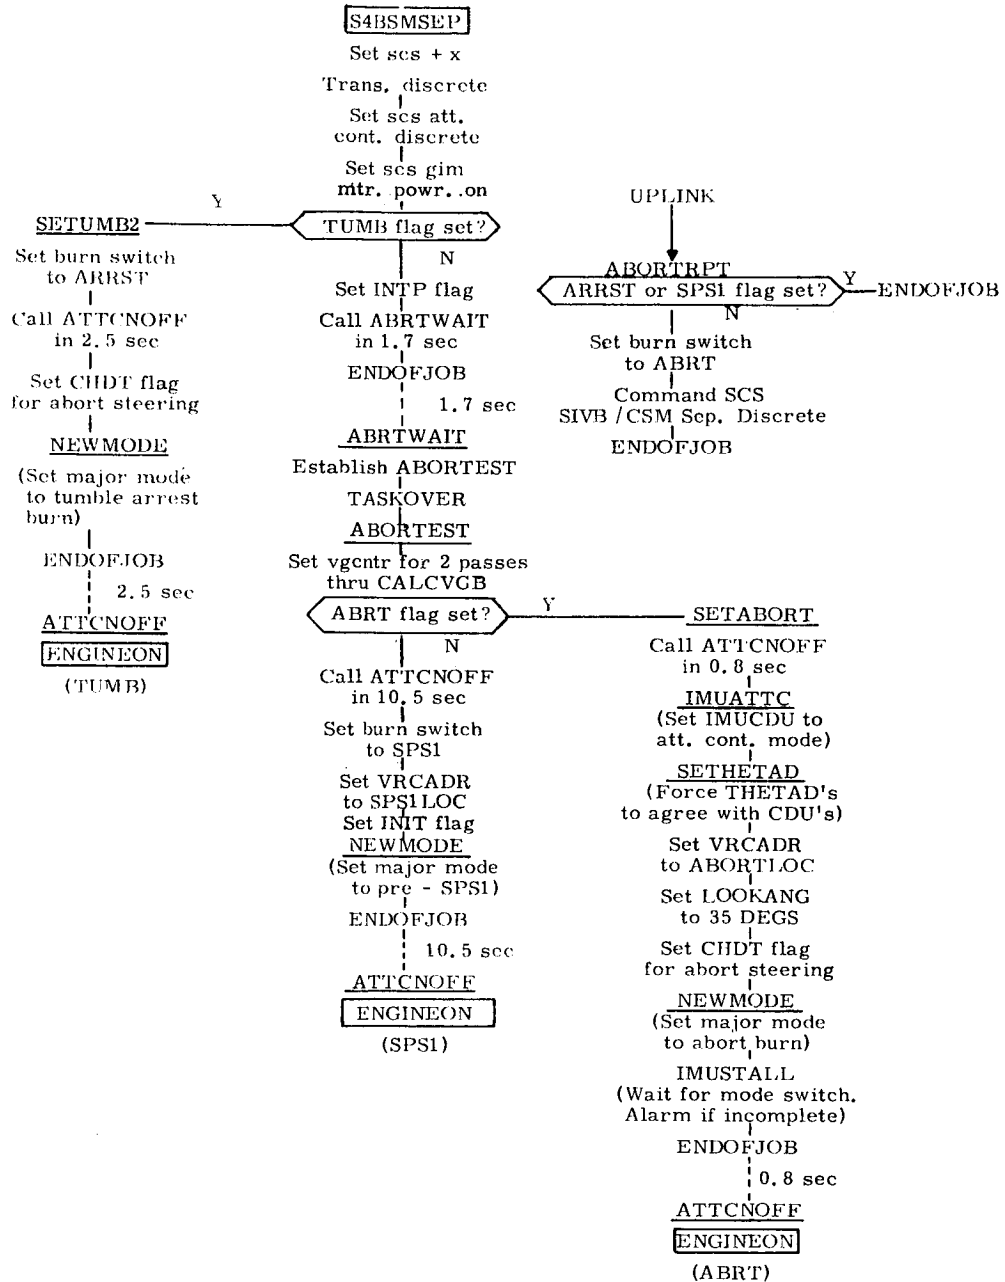 S4BSMSEP
Set scs + x
Trans. discrete
Set scs att.
cont. discrete
Set scs gim
mtr. powr. .on
TUMB flag set?
Y
N
SETUMB2
Set burn switch
to ARRST
Call ATTCNOFF
in 2.5 sec
Set CHDT flag
for abort steering
NEWMODE
(Set major mode
to tumble arrest
burn)
ENDOFJOB
2.5 sec
ATTCNOFF
ENGINEON
(TUMB)
Set INTP flag
Call ABRTWAIT
in 1.7 sec
ENDOFJOB
1.7 sec
ABRTWAIT
Establish ABORTEST
TASKOVER
ABORTEST
Set vgcntr for 2 passes
thru CALCVGB
ABRT flag set?
Y
N
Call ATTCNOFF
in 10.5 sec
Set burn switch
to SPS1
Set VRCADR
to SPS1LOC
Set INIT flag
NEWMODE
(Set major mode
to pre - SPS1)
ENDOFJOB
10.5 sec
ATTCNOFF
ENGINEON
(SPS1)
UPLINK
ABORTRPT
ARRST or SPS1 flag set?
Y
ENDOFJOB
N
Set burn switch
to ABRT
Command SCS
SIVB /CSM Sep. Discrete
ENDOFJOB
SETABORT
Call ATTCNOFF
in 0.8 sec
IMUATTC
(Set IMUCDU to
att. cont. mode)
SETHETAD
(Force THETAD's
to agree with CDU's)
Set VRCADR
to ABORTLOC
Set LOOKANG
to 35 DEGS
Set CHDT flag
for abort steering
NEWMODE
(Set major mode
to abort burn)
IMUSTALL
(Wait for mode switch.
Alarm if incomplete)
ENDOFJOB
0.8 sec
ATTCNOFF
ENGINEON
(ABRT)